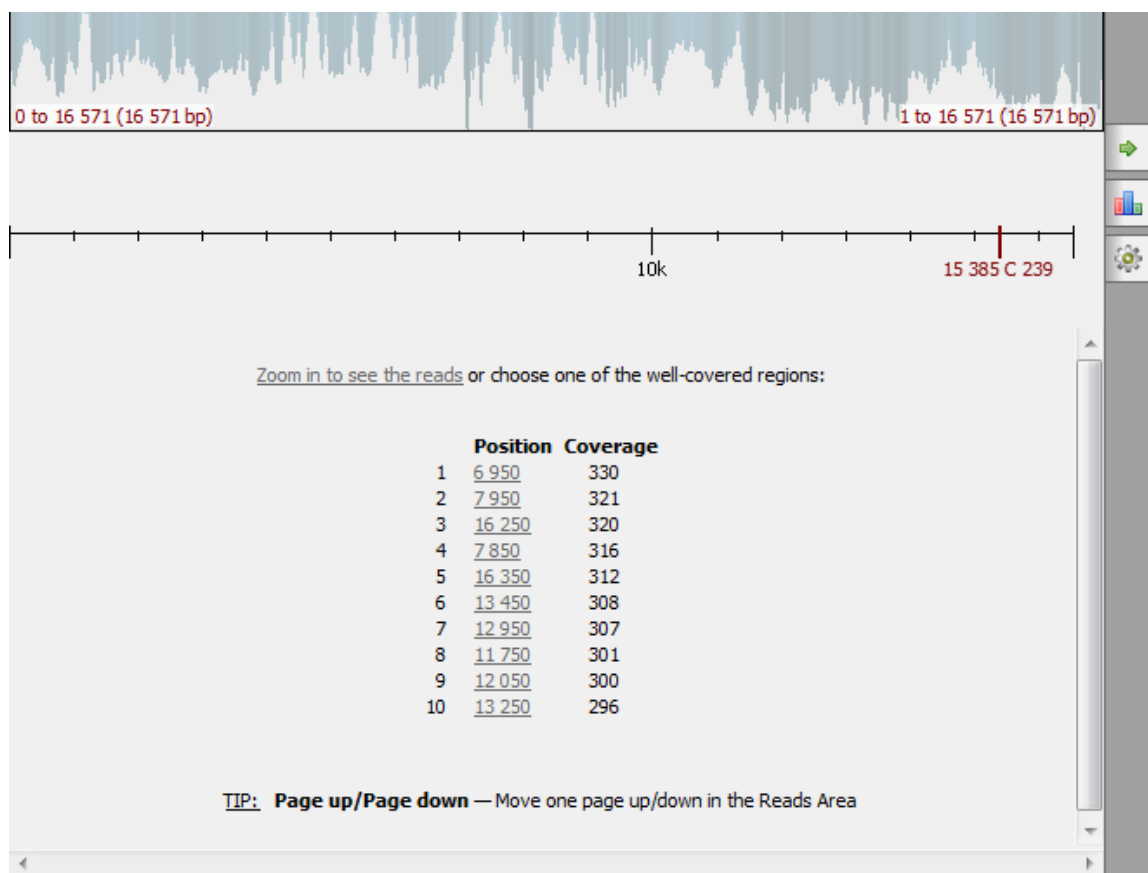 0 to 16 571 (16 571 bp) 1 to 16 571 (16 571 bp)
10k 15 385 C 239
Zoom in to see the reads or choose one of the well-covered regions:
Position Coverage
1 6 950 330
2 7 950 321
3 16 250 320
4 7 850 316
5 16 350 312
6 13 450 308
7 12 950 307
8 11 750 301
9 12 050 300
10 13 250 296
TIP: Page up/Page down — Move one page up/down in the Reads Area